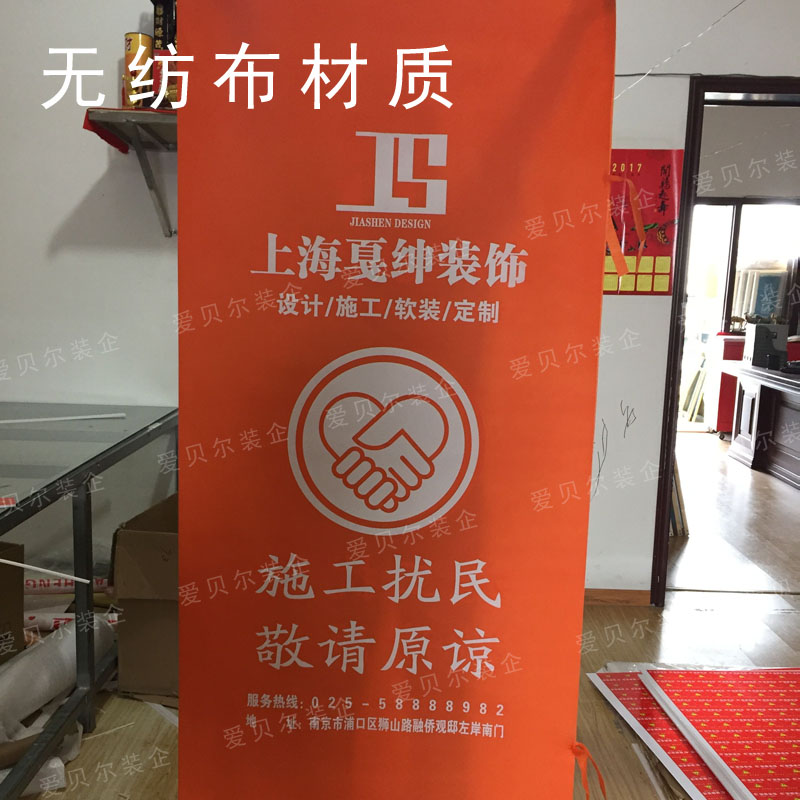 无纺布材质
JIASHEN DESIGN
上海戛绅装饰
设计/施工/软装/定制
施工扰民
敬请原谅
服务热线:025-58888982
地 址:南京市浦口区狮山路融侨观邸左岸南门
2017
爱贝尔装企